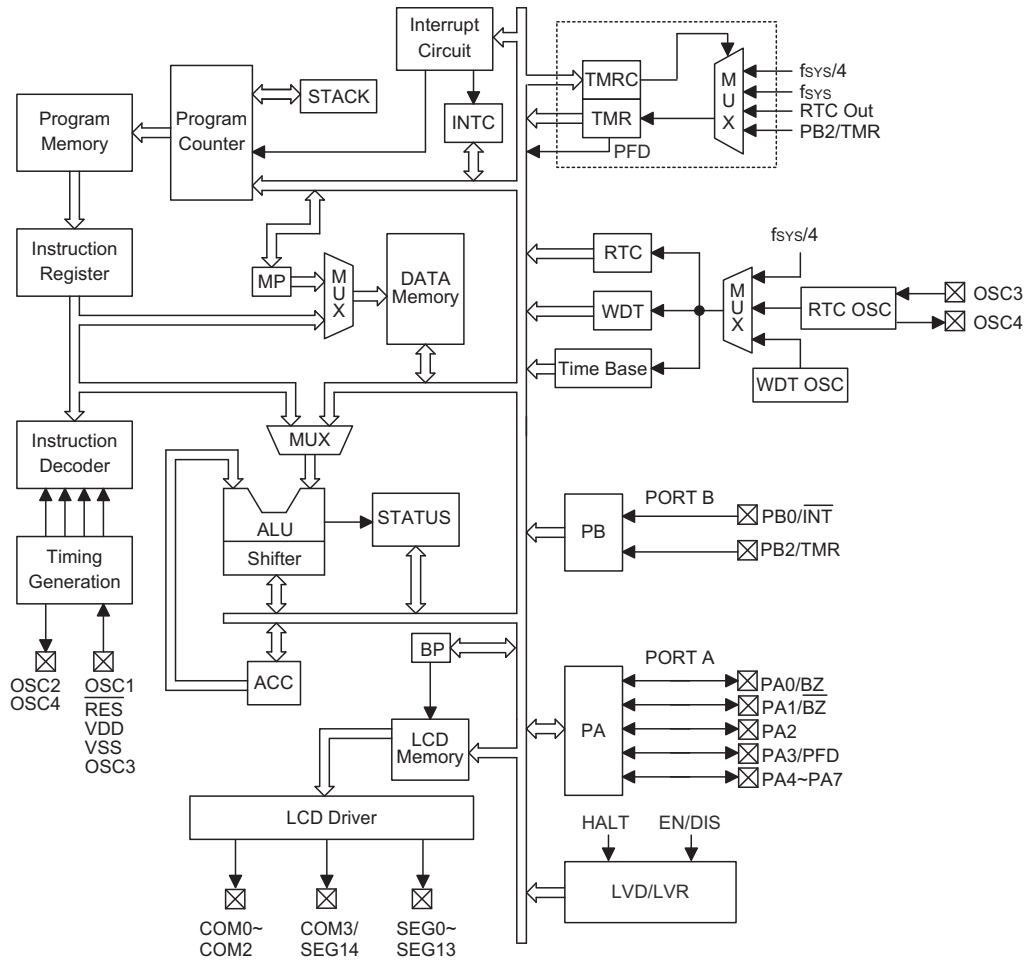 Interrupt
Circuit
STACK
INTC
Program
Memory
Program
Counter
TMRC
TMR
PFD
MUX
fSYS/4
fSYS
RTC Out
PB2/TMR
Instruction
Register
MP
MUX
DATA
Memory
RTC
WDT
Time Base
MUX
fSYS/4
RTC OSC
WDT OSC
OSC3
OSC4
Instruction
Decoder
MUX
ALU
Shifter
STATUS
PB
PORT B
PB0/I̅N̅T̅
PB2/TMR
Timing
Generation
OSC2
OSC4
OSC1
R̅E̅S̅
VDD
VSS
OSC3
ACC
BP
LCD
Memory
PA
PORT A
PA0/BZ
PA1/B̅Z̅
PA2
PA3/PFD
PA4~PA7
LCD Driver
COM0~
COM2
COM3/
SEG14
SEG0~
SEG13
HALT
EN/DIS
LVD/LVR